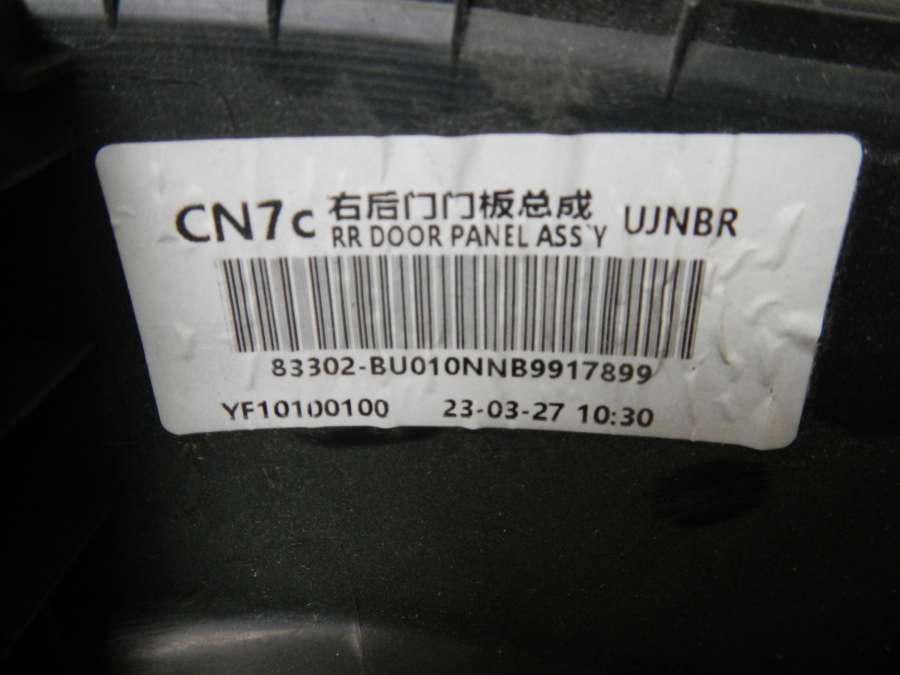 CN7c 右后门门板总成 UJNBR
RR DOOR PANEL ASS`Y
83302-BU010NNB9917899
YF10100100 23-03-27 10:30